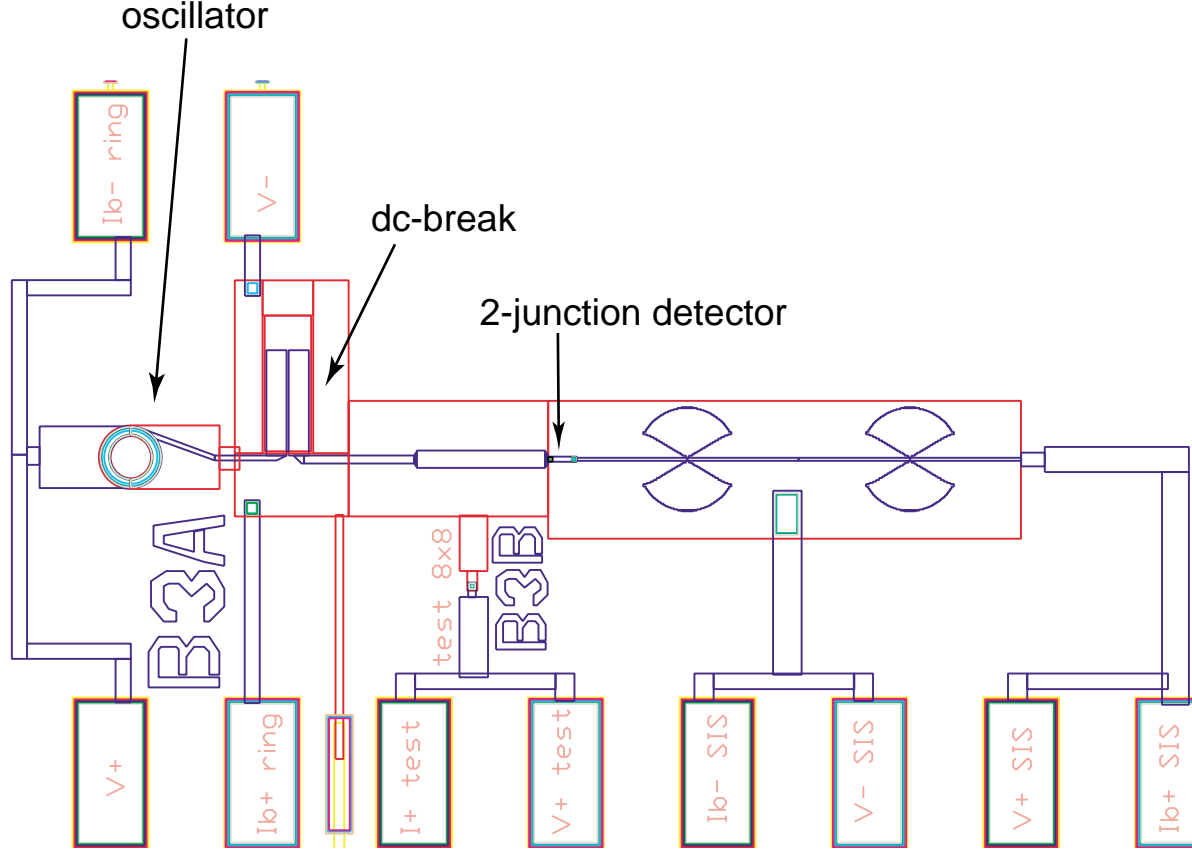 oscillator
Ib- ring
V-
dc-break
2-junction detector
B3A
test 8x8
B3B
V+
Ib+ ring
I+ test
V+ test
Ib- SIS
V- SIS
V+ SIS
Ib+ SIS